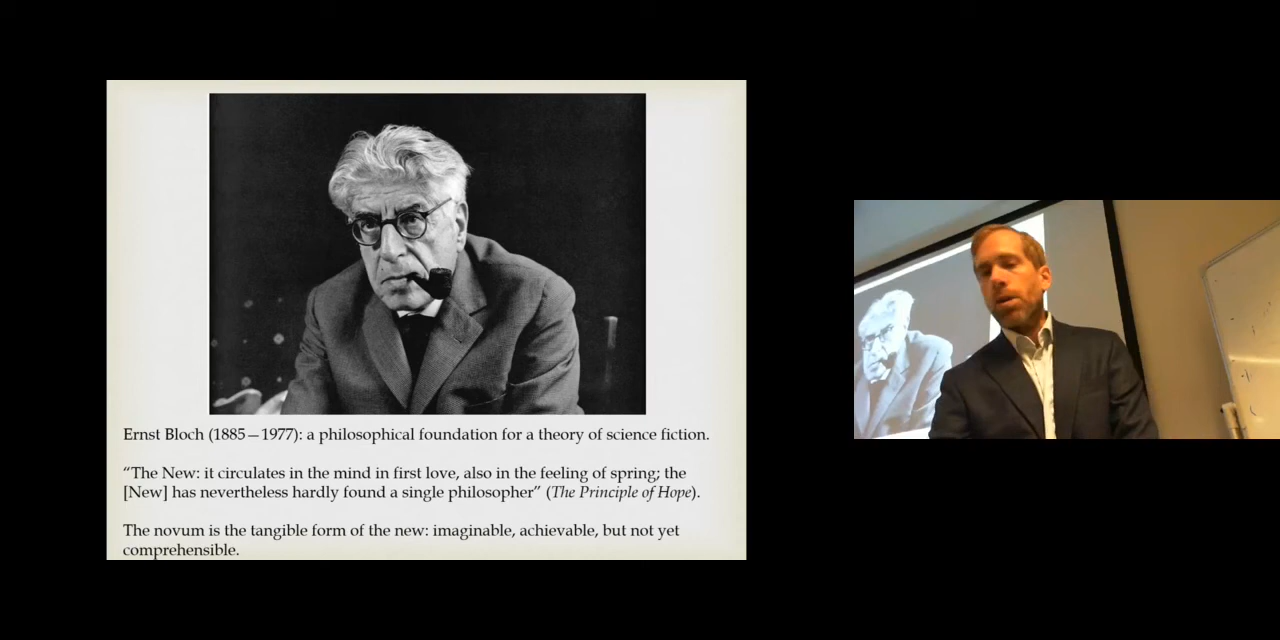 Ernst Bloch (1885—1977): a philosophical foundation for a theory of science fiction.
“The New: it circulates in the mind in first love, also in the feeling of spring; the
[New] has nevertheless hardly found a single philosopher” (The Principle of Hope).
The novum is the tangible form of the new: imaginable, achievable, but not yet
comprehensible.